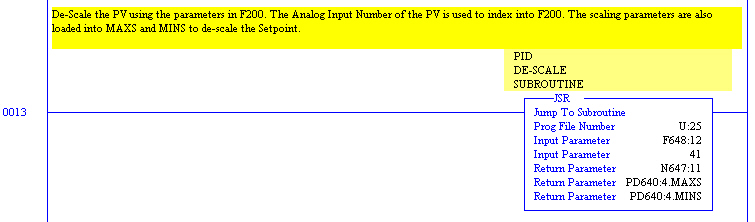 De-Scale the PV using the parameters in F200. The Analog Input Number of the PV is used to index into F200. The scaling parameters are also
loaded into MAXS and MINS to de-scale the Setpoint.
PID
DE-SCALE
SUBROUTINE
JSR
0013
Jump To Subroutine
Prog File Number U:25
Input Parameter F648:12
Input Parameter 41
Return Parameter N647:11
Return Parameter PD640:4.MAXS
Return Parameter PD640:4.MINS